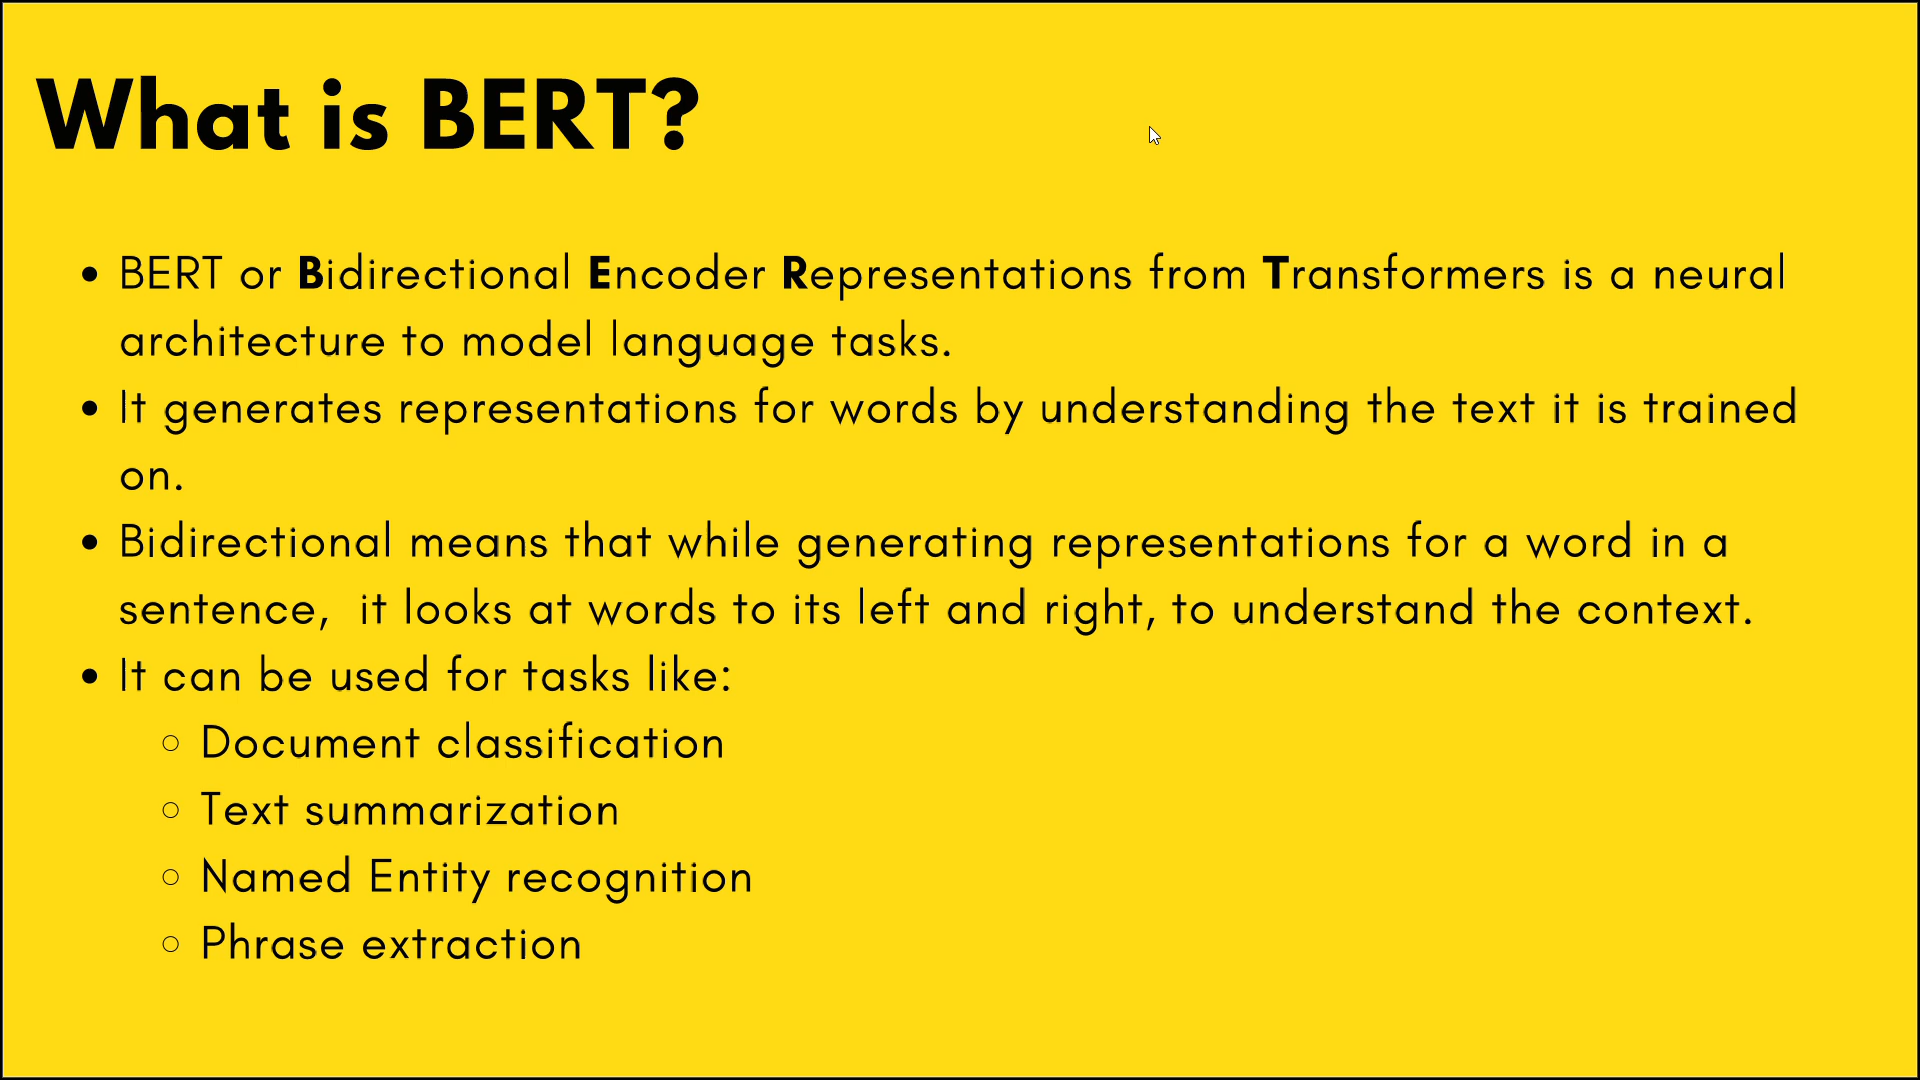 What is BERT?
• BERT or Bidirectional Encoder Representations from Transformers is a neural
architecture to model language tasks.
• It generates representations for words by understanding the text it is trained
on.
• Bidirectional means that while generating representations for a word in a
sentence,  it looks at words to its left and right, to understand the context.
• It can be used for tasks like:
○ Document classification
○ Text summarization
○ Named Entity recognition
○ Phrase extraction